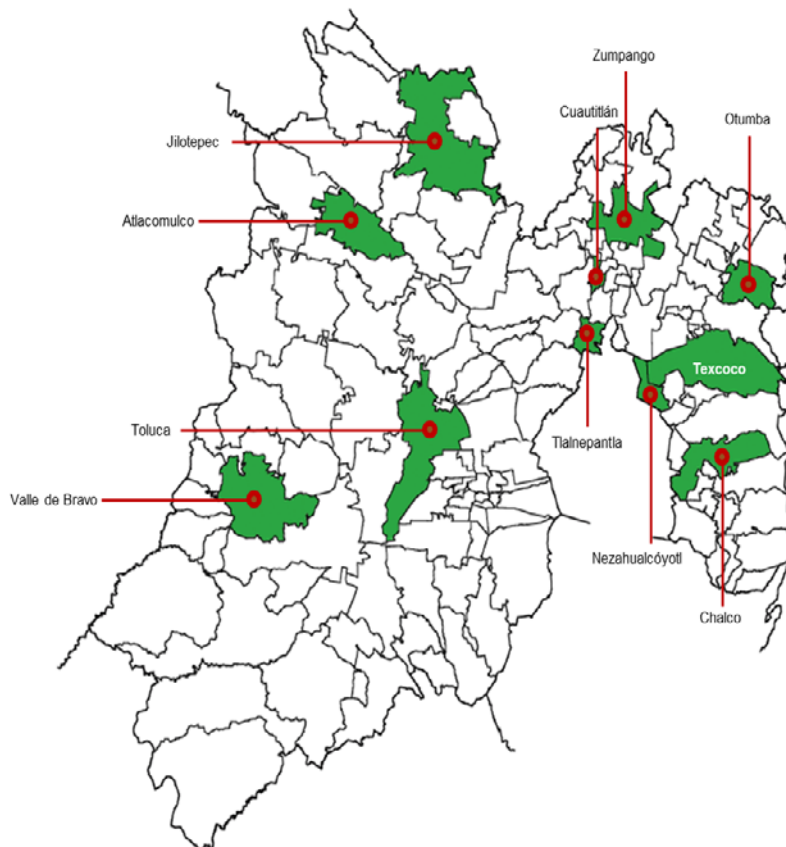 Zumpango
Cuautitlán
Otumba
Jilotepec
Atlacomulco
Texcoco
Toluca
Tlalnepantla
Valle de Bravo
Nezahualcóyotl
Chalco